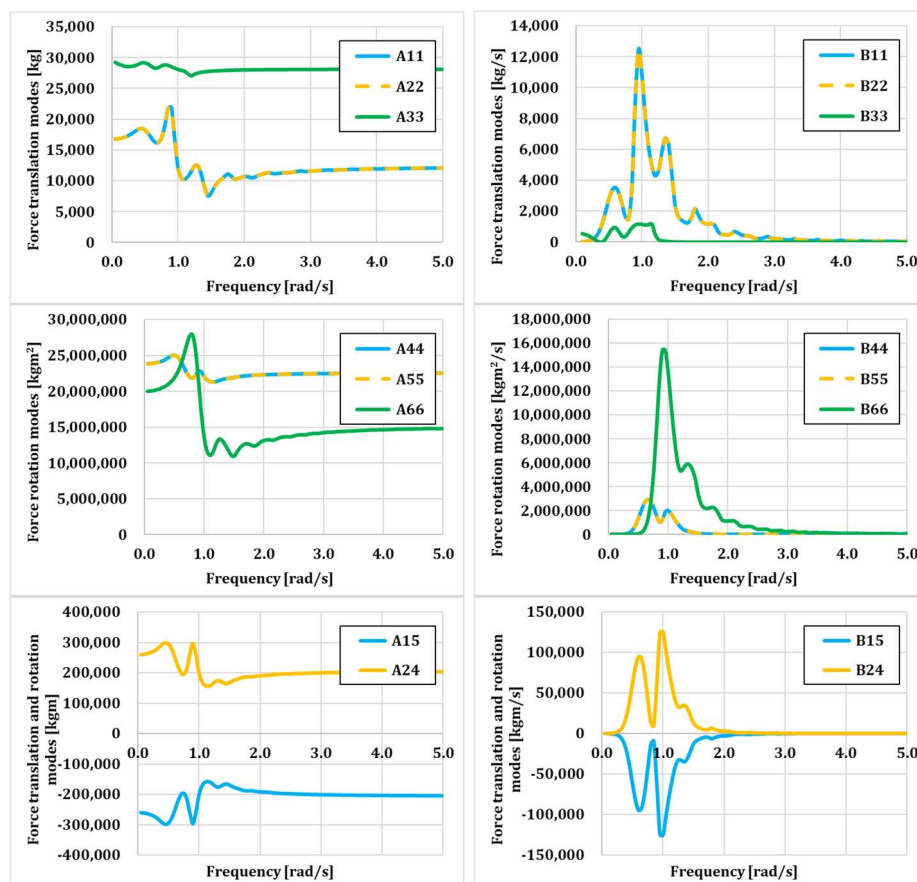 Force translation modes [kg]
35,000
30,000
25,000
20,000
15,000
10,000
5,000
0
0.0 1.0 2.0 3.0 4.0 5.0
Frequency [rad/s]
A11
A22
A33
Force translation modes [kg/s]
14,000
12,000
10,000
8,000
6,000
4,000
2,000
0
0.0 1.0 2.0 3.0 4.0 5.0
Frequency [rad/s]
B11
B22
B33
Force rotation modes [kgm²]
30,000,000
25,000,000
20,000,000
15,000,000
10,000,000
5,000,000
0
0.0 1.0 2.0 3.0 4.0 5.0
Frequency [rad/s]
A44
A55
A66
Force rotation modes [kgm²/s]
18,000,000
16,000,000
14,000,000
12,000,000
10,000,000
8,000,000
6,000,000
4,000,000
2,000,000
0
0.0 1.0 2.0 3.0 4.0 5.0
Frequency [rad/s]
B44
B55
B66
Force translation and rotation
modes [kgm]
400,000
300,000
200,000
100,000
0
-100,000
-200,000
-300,000
-400,000
0.0 1.0 2.0 3.0 4.0 5.0
Frequency [rad/s]
A15
A24
Force translation and rotation
modes [kgm/s]
150,000
100,000
50,000
0
-50,000
-100,000
-150,000
0.0 1.0 2.0 3.0 4.0 5.0
Frequency [rad/s]
B15
B24